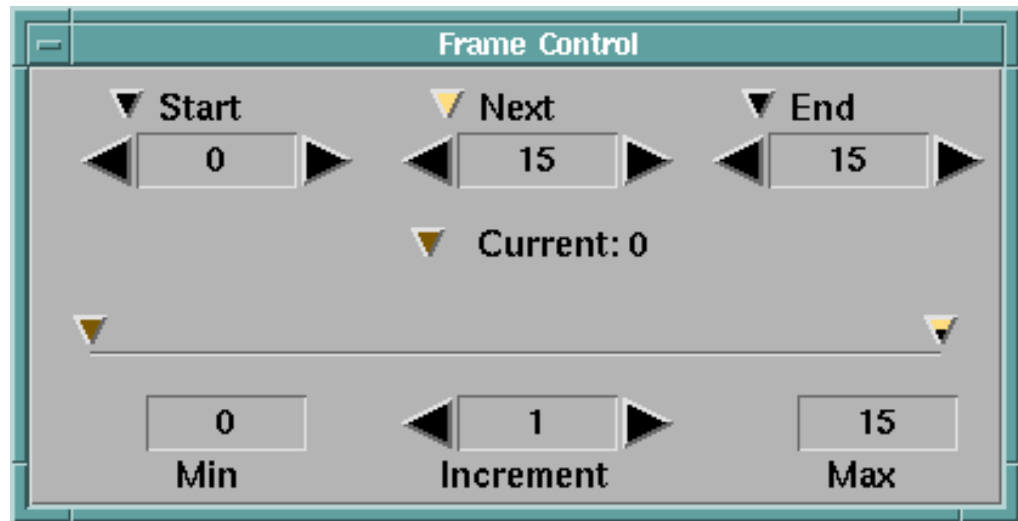 Frame Control
Start Next End
0 15 15
Current: 0
0 1 15
Min Increment Max